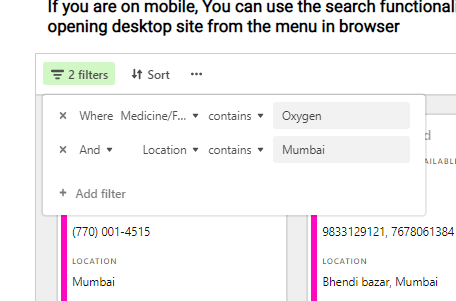 If you are on mobile, You can use the search functionali
opening desktop site from the menu in browser
2 filters Sort
× Where Medicine/F... contains Oxygen
× And Location contains Mumbai
+ Add filter
d
AILABL
(770) 001-4515
9833129121, 7678061384
LOCATION
LOCATION
Mumbai
Bhendi bazar, Mumbai